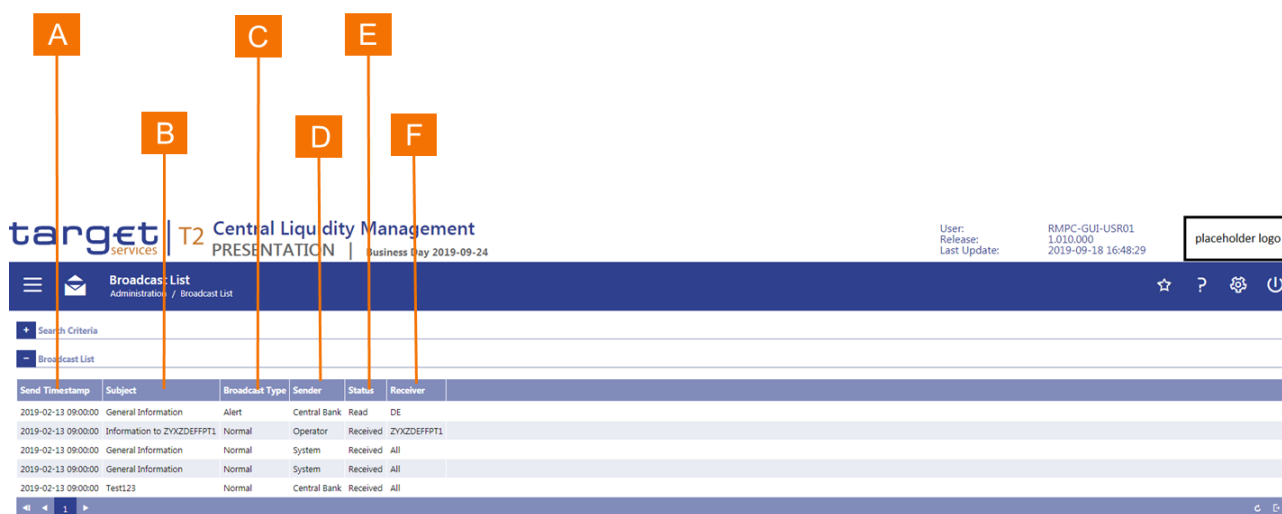 A
C
E
B
D
F
target services | T2 Central Liquidity Management
PRESENTATION | Business Day 2019-09-24
User: RMPC-GUI-USR01
Release: 1.010.000
Last Update: 2019-09-18 16:48:29
placeholder logo
Broadcast List
Administration / Broadcast List
?
+ Search Criteria
− Broadcast List
Send Timestamp Subject Broadcast Type Sender Status Receiver
2019-02-13 09:00:00 General Information Alert Central Bank Read DE
2019-02-13 09:00:00 Information to ZYXZDEFFPT1 Normal Operator Received ZYXZDEFFPT1
2019-02-13 09:00:00 General Information Normal System Received All
2019-02-13 09:00:00 General Information Normal System Received All
2019-02-13 09:00:00 Test123 Normal Central Bank Received All
1